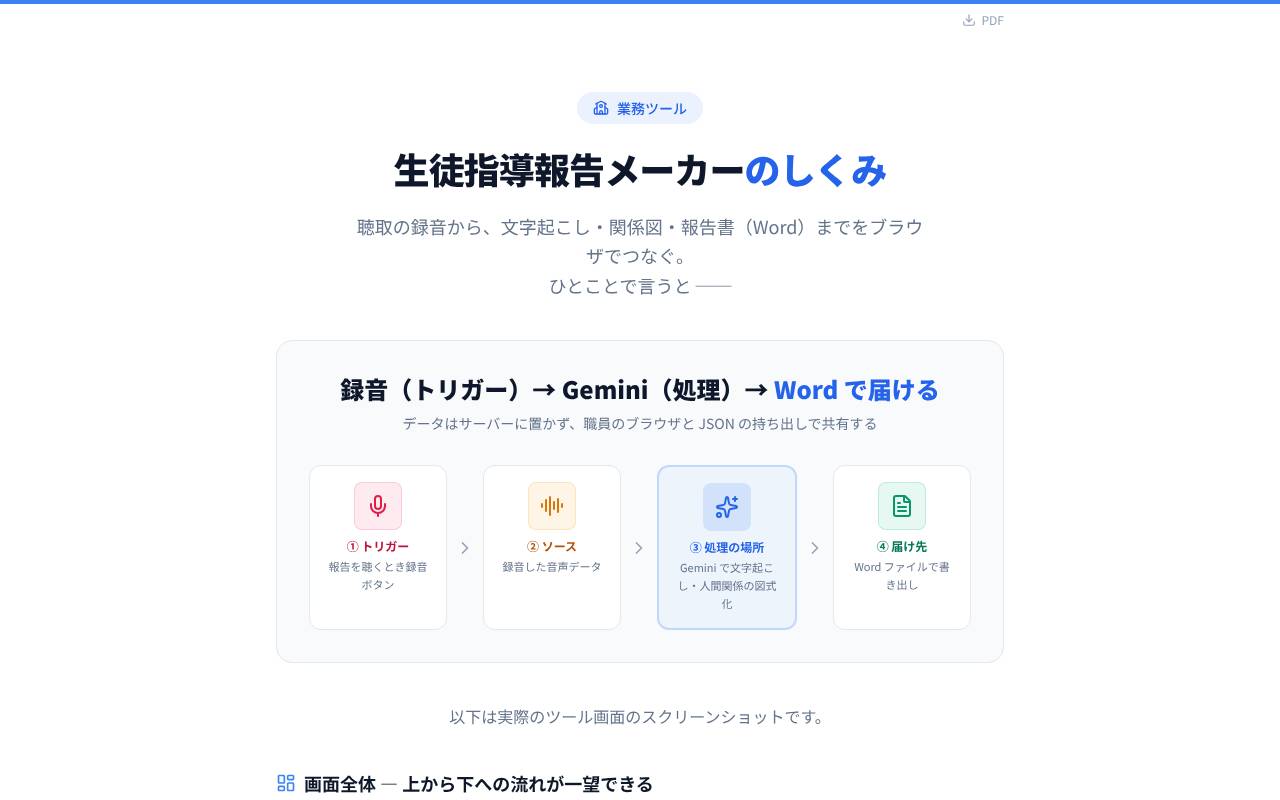 PDF
業務ツール
生徒指導報告メーカーのしくみ
聴取の録音から、文字起こし・関係図・報告書（Word）までをブラウ
ザでつなぐ。
ひとことで言うと ——
録音（トリガー）→ Gemini（処理）→ Word で届ける
データはサーバーに置かず、職員のブラウザと JSON の持ち出しで共有する
① トリガー
報告を聴くとき録音
ボタン
② ソース
録音した音声データ
③ 処理の場所
Gemini で文字起こ
し・人間関係の図式
化
④ 届け先
Word ファイルで書
き出し
以下は実際のツール画面のスクリーンショットです。
画面全体 — 上から下への流れが一望できる